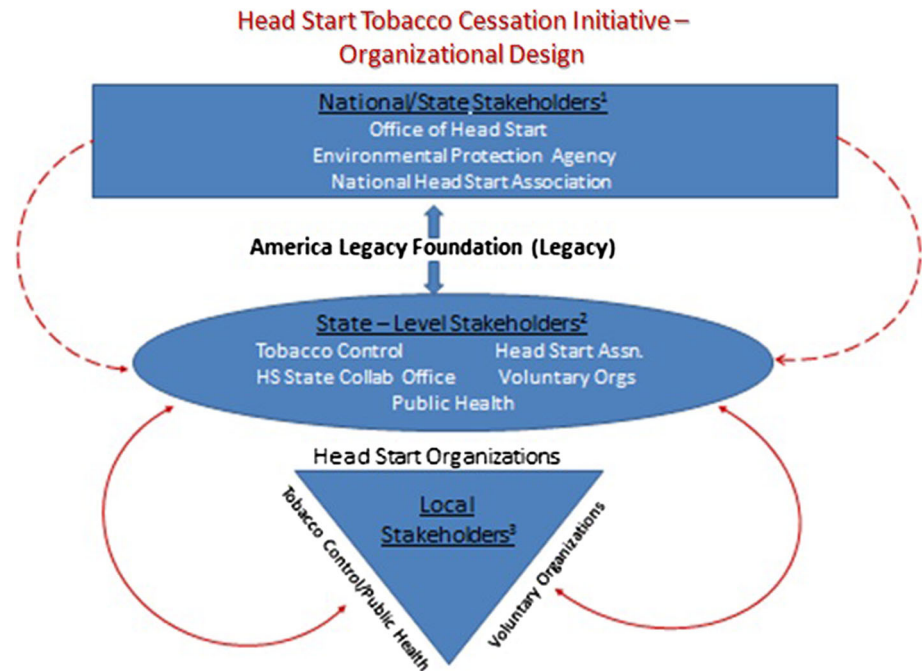 Head Start Tobacco Cessation Initiative –
Organizational Design
National/State Stakeholders¹
Office of Head Start
Environmental Protection Agency
National Head Start Association
America Legacy Foundation (Legacy)
State – Level Stakeholders²
Tobacco Control Head Start Assn.
HS State Collab Office Voluntary Orgs
Public Health
Head Start Organizations
Local
Stakeholders³
Tobacco Control/Public Health
Voluntary Organizations